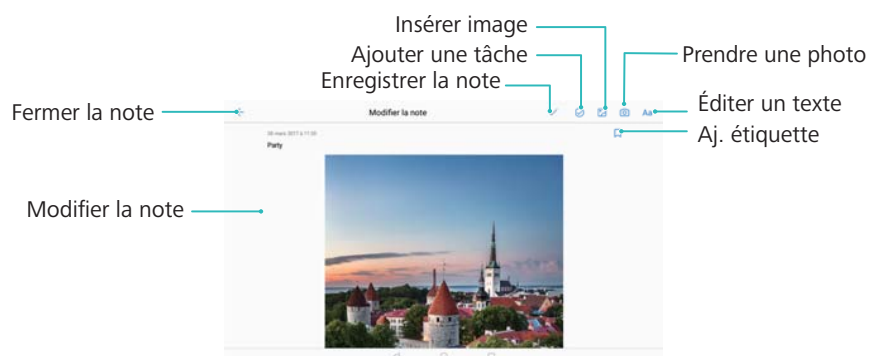 Insérer image
Ajouter une tâche
Prendre une photo
Enregistrer la note
Fermer la note
Modifier la note
Aa
Éditer un texte
Aj. étiquette
Party
Modifier la note